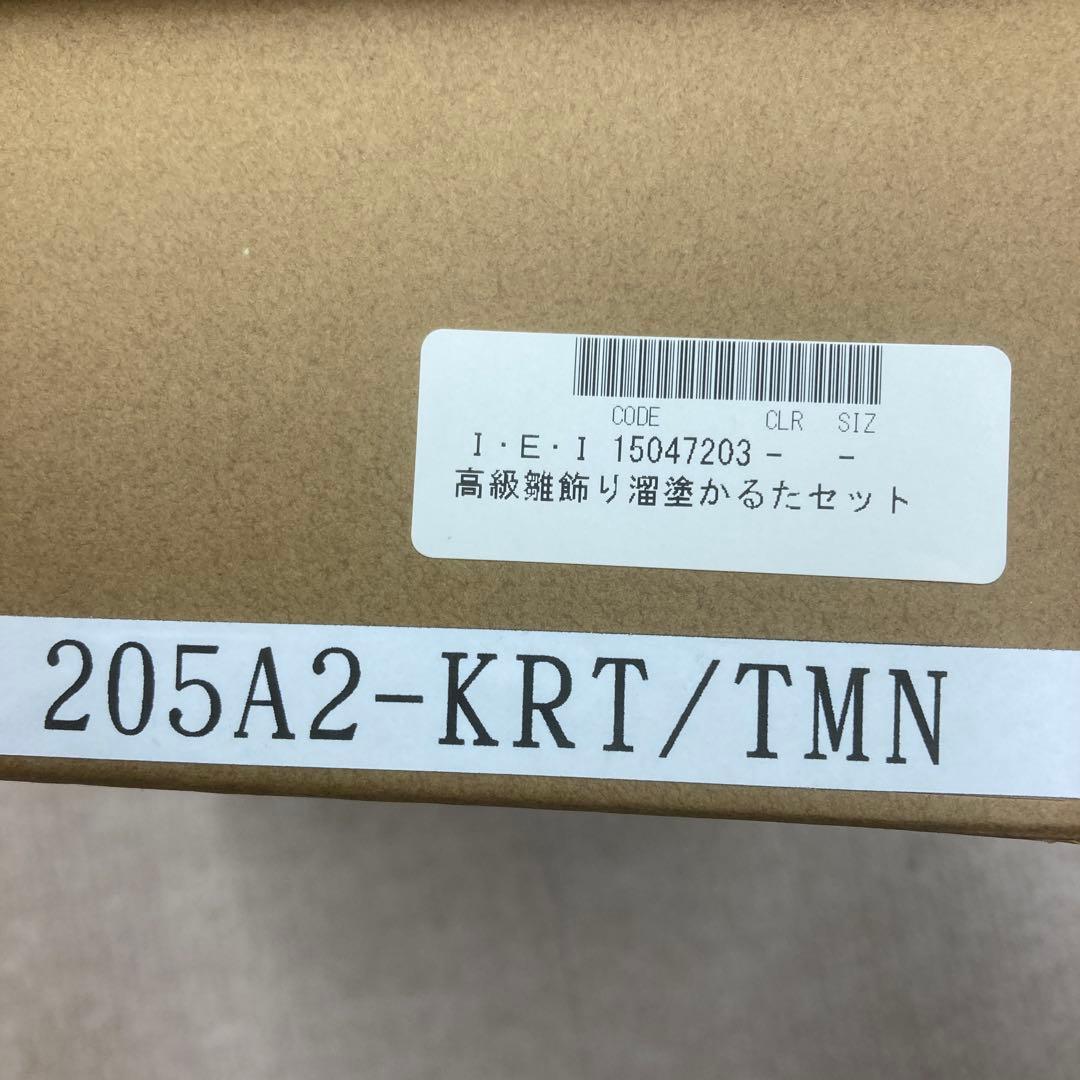 CODE CLR SIZ
I・E・I 15047203 - -
高級雛飾り溜塗かるたセット
205A2-KRT/TMN